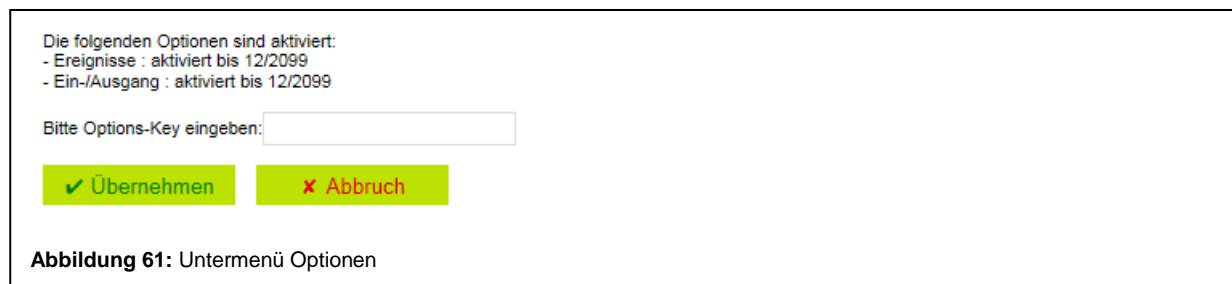 Die folgenden Optionen sind aktiviert:
- Ereignisse : aktiviert bis 12/2099
- Ein-/Ausgang : aktiviert bis 12/2099
Bitte Options-Key eingeben:
✔ Übernehmen ✘ Abbruch
Abbildung 61: Untermenü Optionen